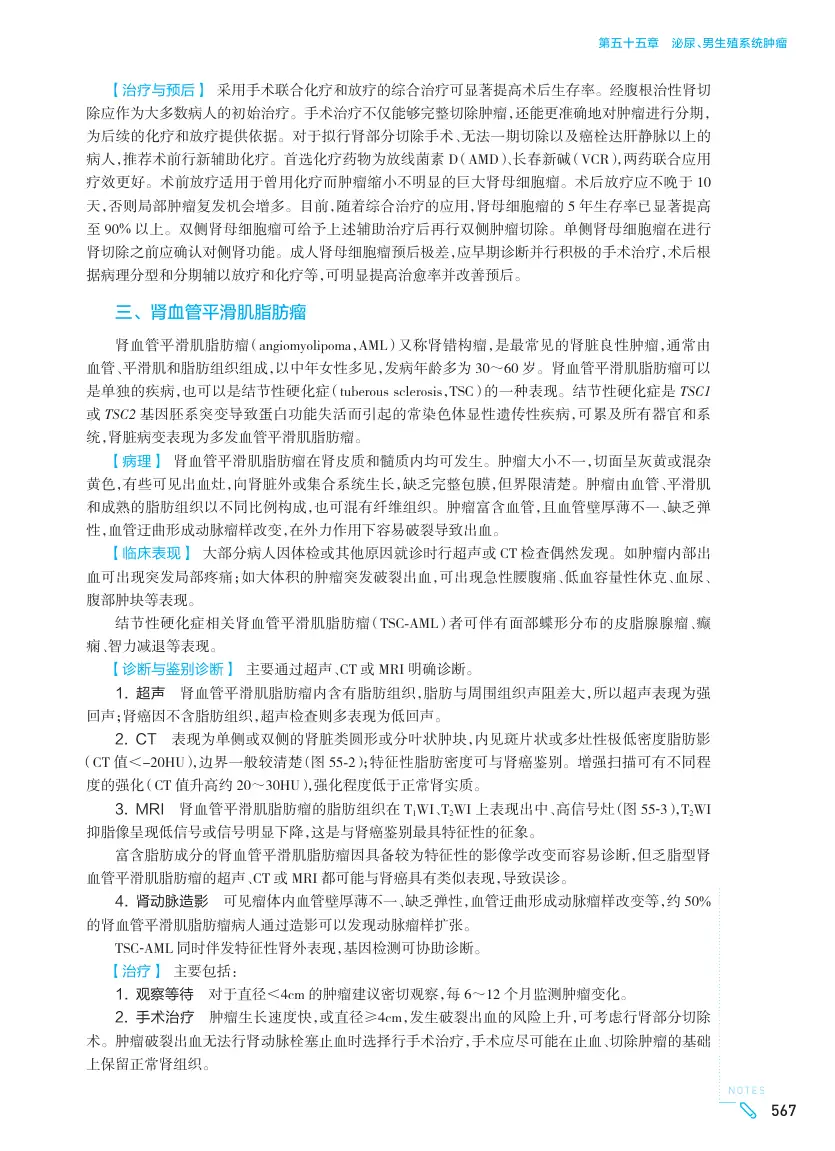 第五十五章 泌尿、男生殖系统肿瘤
【治疗与预后】 采用手术联合化疗和放疗的综合治疗可显著提高术后生存率。经腹根治性肾切
除应作为大多数病人的初始治疗。手术治疗不仅能够完整切除肿瘤,还能更准确地对肿瘤进行分期,
为后续的化疗和放疗提供依据。对于拟行肾部分切除手术、无法一期切除以及癌栓达肝静脉以上的
病人,推荐术前行新辅助化疗。首选化疗药物为放线菌素 D(AMD)、长春新碱(VCR),两药联合应用
疗效更好。术前放疗适用于曾用化疗而肿瘤缩小不明显的巨大肾母细胞瘤。术后放疗应不晚于 10
天,否则局部肿瘤复发机会增多。目前,随着综合治疗的应用,肾母细胞瘤的 5 年生存率已显著提高
至 90% 以上。双侧肾母细胞瘤可给予上述辅助治疗后再行双侧肿瘤切除。单侧肾母细胞瘤在进行
肾切除之前应确认对侧肾功能。成人肾母细胞瘤预后极差,应早期诊断并行积极的手术治疗,术后根
据病理分型和分期辅以放疗和化疗等,可明显提高治愈率并改善预后。
三、肾血管平滑肌脂肪瘤
肾血管平滑肌脂肪瘤(angiomyolipoma,AML)又称肾错构瘤,是最常见的肾脏良性肿瘤,通常由
血管、平滑肌和脂肪组织组成,以中年女性多见,发病年龄多为 30~60 岁。肾血管平滑肌脂肪瘤可以
是单独的疾病,也可以是结节性硬化症(tuberous sclerosis,TSC)的一种表现。结节性硬化症是 TSC1
或 TSC2 基因胚系突变导致蛋白功能失活而引起的常染色体显性遗传性疾病,可累及所有器官和系
统,肾脏病变表现为多发血管平滑肌脂肪瘤。
【病理】 肾血管平滑肌脂肪瘤在肾皮质和髓质内均可发生。肿瘤大小不一,切面呈灰黄或混杂
黄色,有些可见出血灶,向肾脏外或集合系统生长,缺乏完整包膜,但界限清楚。肿瘤由血管、平滑肌
和成熟的脂肪组织以不同比例构成,也可混有纤维组织。肿瘤富含血管,且血管壁厚薄不一、缺乏弹
性,血管迂曲形成动脉瘤样改变,在外力作用下容易破裂导致出血。
【临床表现】 大部分病人因体检或其他原因就诊时行超声或 CT 检查偶然发现。如肿瘤内部出
血可出现突发局部疼痛;如大体积的肿瘤突发破裂出血,可出现急性腰腹痛、低血容量性休克、血尿、
腹部肿块等表现。
结节性硬化症相关肾血管平滑肌脂肪瘤(TSC-AML)者可伴有面部蝶形分布的皮脂腺腺瘤、癫
痫、智力减退等表现。
【诊断与鉴别诊断】 主要通过超声、CT 或 MRI 明确诊断。
1. 超声 肾血管平滑肌脂肪瘤内含有脂肪组织,脂肪与周围组织声阻差大,所以超声表现为强
回声;肾癌因不含脂肪组织,超声检查则多表现为低回声。
2. CT 表现为单侧或双侧的肾脏类圆形或分叶状肿块,内见斑片状或多灶性极低密度脂肪影
(CT 值<-20HU),边界一般较清楚(图 55-2);特征性脂肪密度可与肾癌鉴别。增强扫描可有不同程
度的强化(CT 值升高约 20~30HU),强化程度低于正常肾实质。
3. MRI 肾血管平滑肌脂肪瘤的脂肪组织在 T₁WI、T₂WI 上表现出中、高信号灶(图 55-3),T₂WI
抑脂像呈现低信号或信号明显下降,这是与肾癌鉴别最具特征性的征象。
富含脂肪成分的肾血管平滑肌脂肪瘤因具备较为特征性的影像学改变而容易诊断,但乏脂型肾
血管平滑肌脂肪瘤的超声、CT 或 MRI 都可能与肾癌具有类似表现,导致误诊。
4. 肾动脉造影 可见瘤体内血管壁厚薄不一、缺乏弹性,血管迂曲形成动脉瘤样改变等,约 50%
的肾血管平滑肌脂肪瘤病人通过造影可以发现动脉瘤样扩张。
TSC-AML 同时伴发特征性肾外表现,基因检测可协助诊断。
【治疗】 主要包括:
1. 观察等待 对于直径<4cm 的肿瘤建议密切观察,每 6~12 个月监测肿瘤变化。
2. 手术治疗 肿瘤生长速度快,或直径≥4cm,发生破裂出血的风险上升,可考虑行肾部分切除
术。肿瘤破裂出血无法行肾动脉栓塞止血时选择行手术治疗,手术应尽可能在止血、切除肿瘤的基础
上保留正常肾组织。
NOTES
567